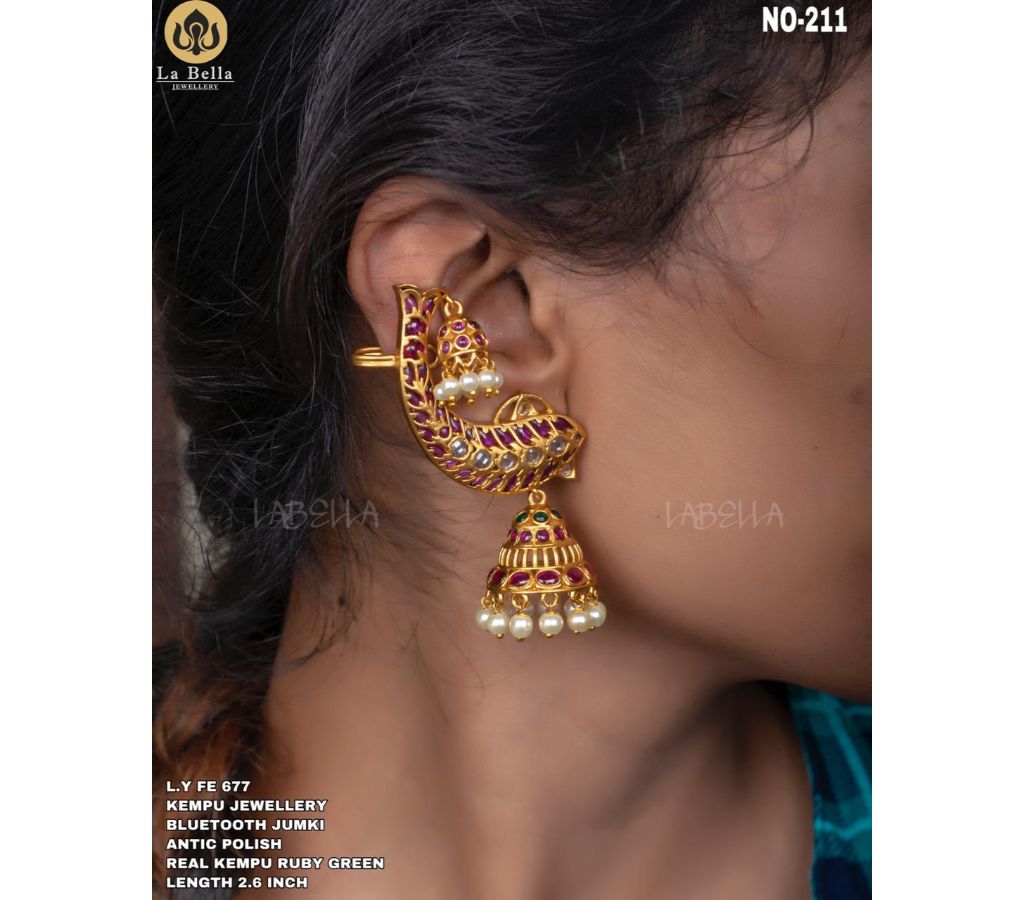 La Bella
JEWELLERY
NO-211
LABELLA
LABELLA
L.Y FE 677
KEMPU JEWELLERY
BLUETOOTH JUMKI
ANTIC POLISH
REAL KEMPU RUBY GREEN
LENGTH 2.6 INCH